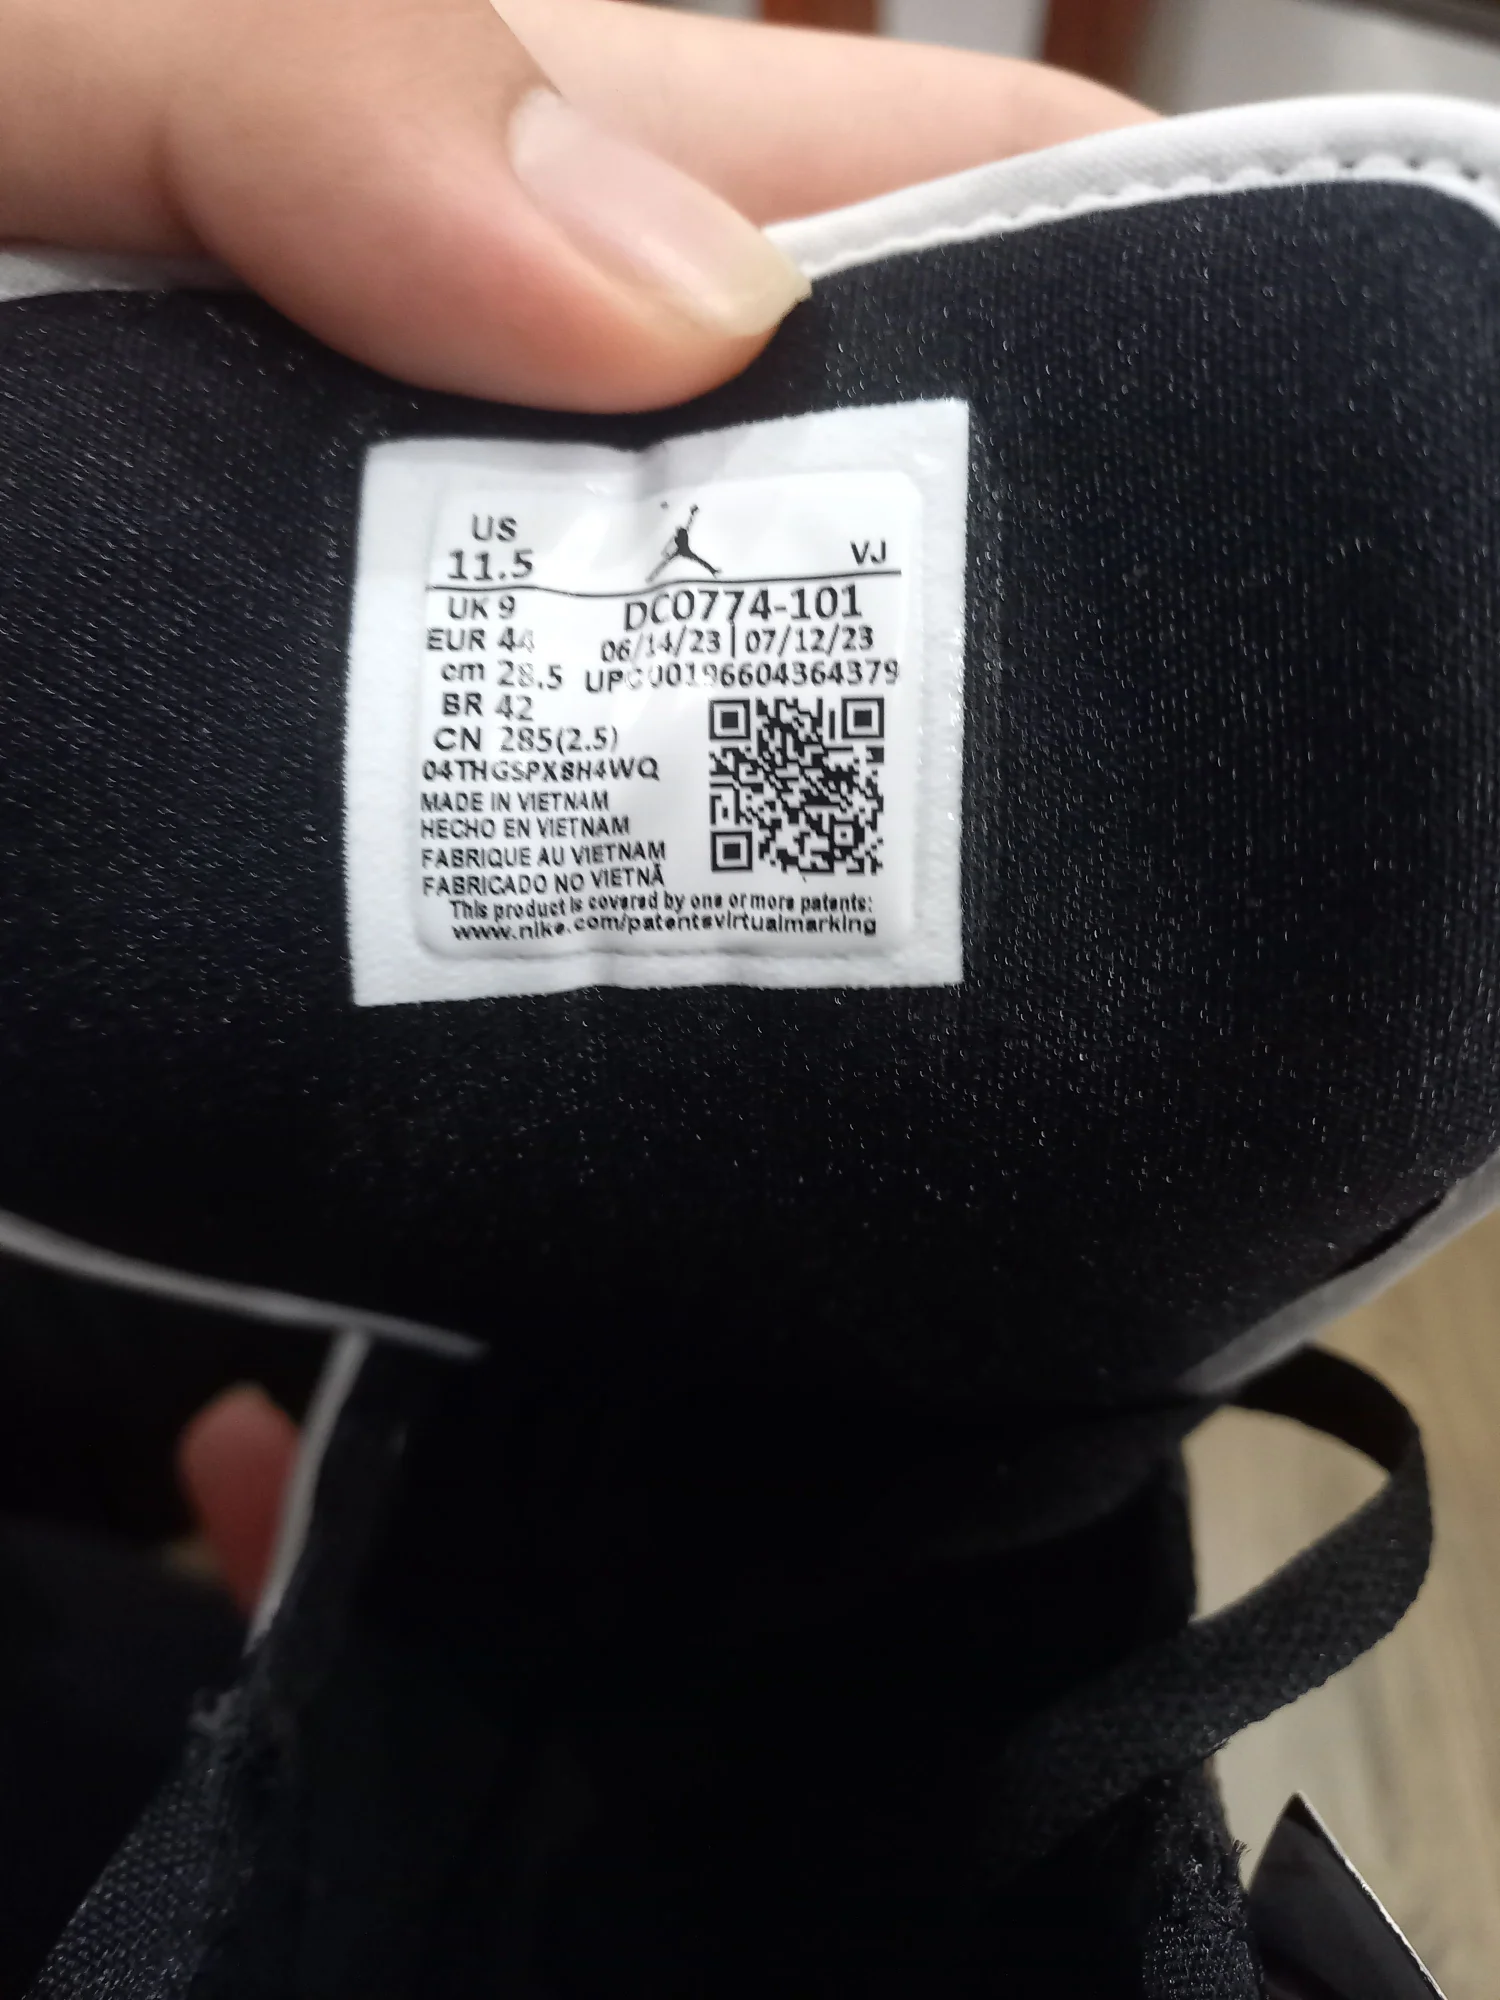 US
11.5
VJ
UK 9
DC0774-101
EUR 44
06/14/23 | 07/12/23
cm 28.5
UPC 00196604364379
BR 42
CN 285(2.5)
04THGSPX8H4WQ
MADE IN VIETNAM
HECHO EN VIETNAM
FABRIQUE AU VIETNAM
FABRICADO NO VIETNÃ
This product is covered by one or more patents:
www.nike.com/patentsvirtualmarking